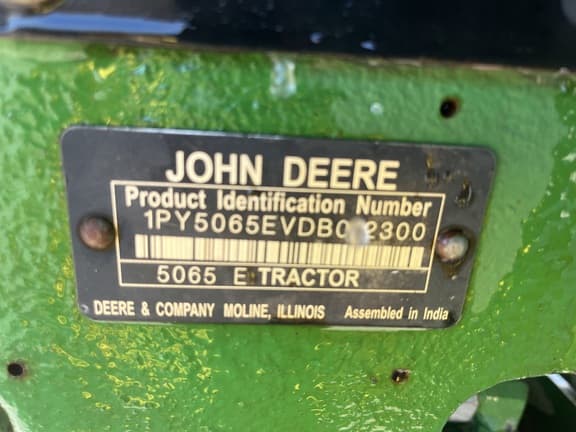 JOHN DEERE
Product Identification Number
5065 E TRACTOR
DEERE & COMPANY MOLINE, ILLINOIS Assembled in India